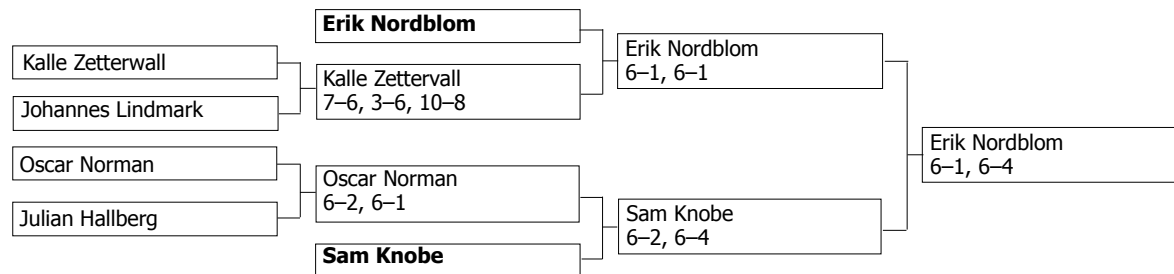 Erik Nordblom
Kalle Zetterwall
Johannes Lindmark
Kalle Zettervall
7–6, 3–6, 10–8
Erik Nordblom
6–1, 6–1
Oscar Norman
Julian Hallberg
Oscar Norman
6–2, 6–1
Sam Knobe
Sam Knobe
6–2, 6–4
Erik Nordblom
6–1, 6–4